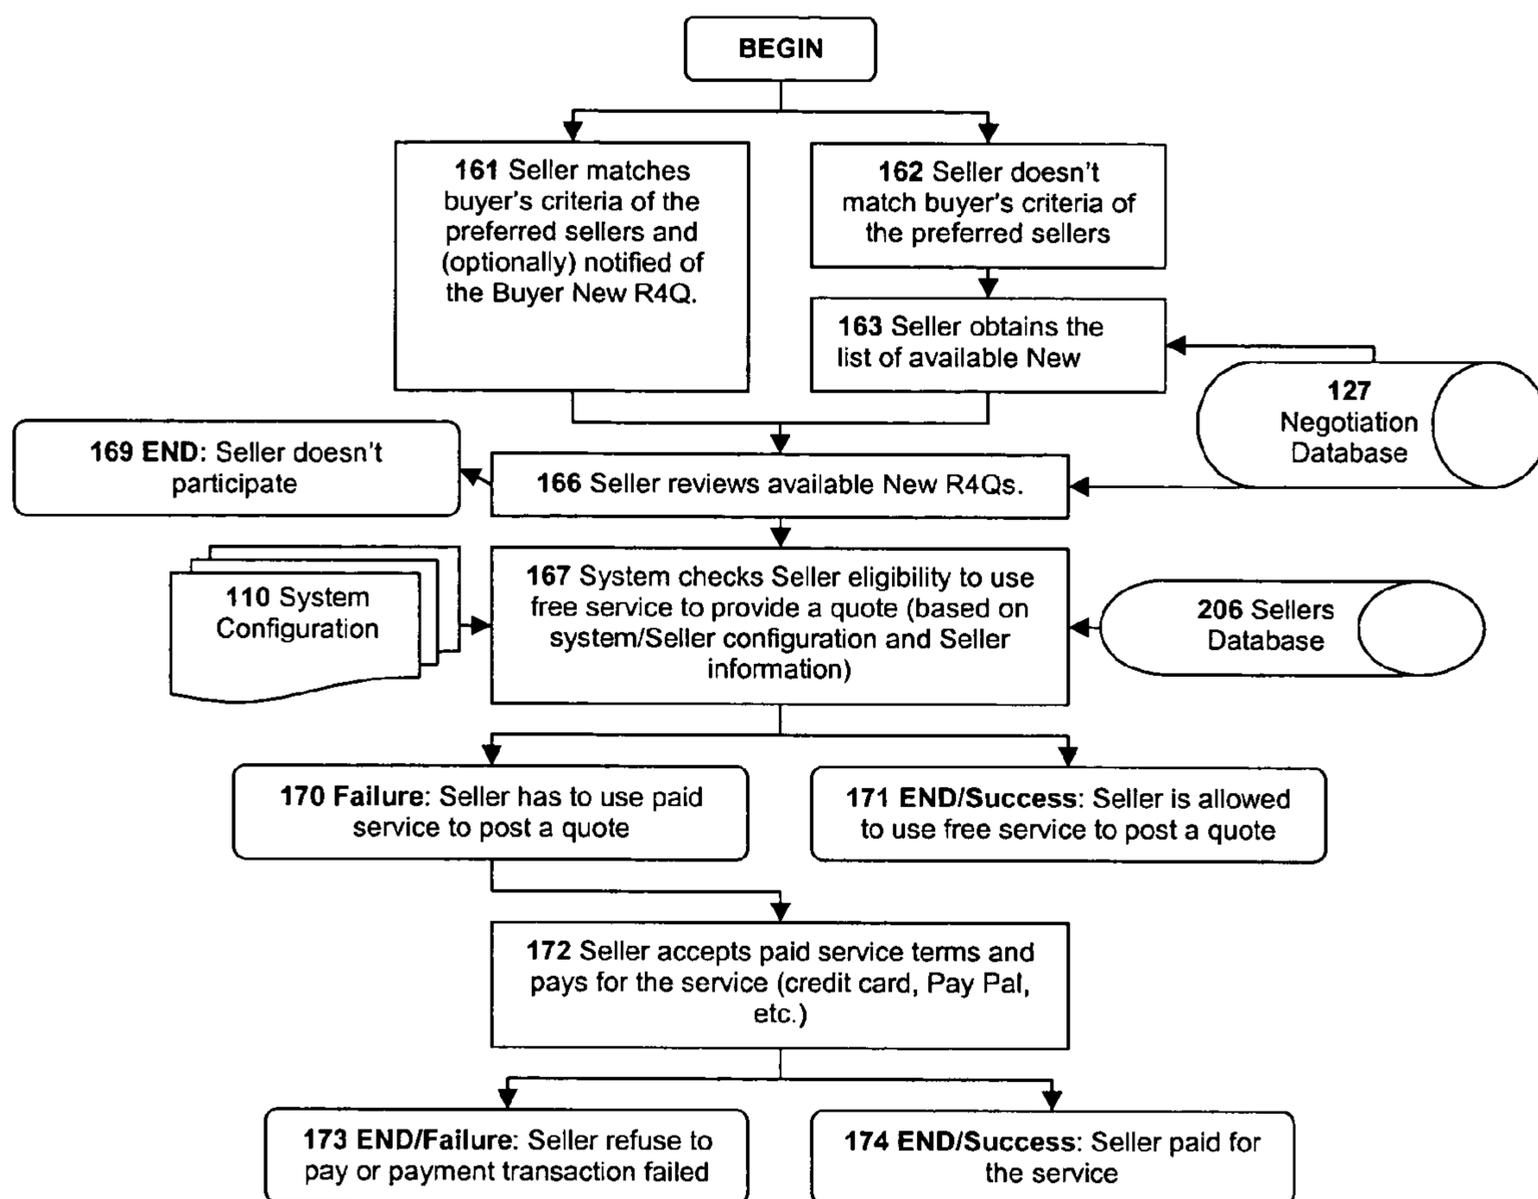 BEGIN
161 Seller matches
buyer's criteria of the
preferred sellers and
(optionally) notified of
the Buyer New R4Q.
162 Seller doesn't
match buyer's criteria of
the preferred sellers
163 Seller obtains the
list of available New
127
Negotiation
Database
169 END: Seller doesn't
participate
166 Seller reviews available New R4Qs.
110 System
Configuration
167 System checks Seller eligibility to use
free service to provide a quote (based on
system/Seller configuration and Seller
information)
206 Sellers
Database
170 Failure: Seller has to use paid
service to post a quote
171 END/Success: Seller is allowed
to use free service to post a quote
172 Seller accepts paid service terms and
pays for the service (credit card, Pay Pal,
etc.)
173 END/Failure: Seller refuse to
pay or payment transaction failed
174 END/Success: Seller paid for
the service